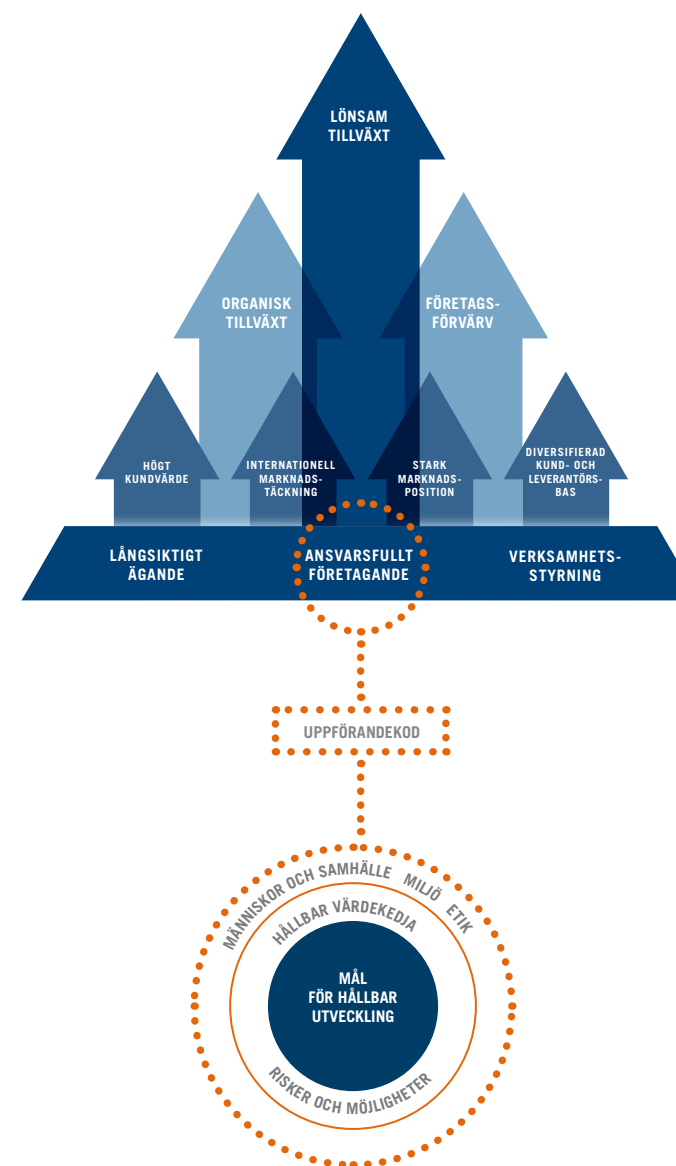 LÖNSAM
TILLVÄXT
ORGANISK
TILLVÄXT
FÖRETAGS-
FÖRVÄRV
HÖGT
KUNDVÄRDE
INTERNATIONELL
MARKNADS-
TÄCKNING
STARK
MARKNADS-
POSITION
DIVERSIFIERAD
KUND- OCH
LEVERANTÖRS-
BAS
LÅNGSIKTIGT
ÄGANDE
ANSVARSFULLT
FÖRETAGANDE
VERKSAMHETS-
STYRNING
UPPFÖRANDEKOD
MÄNNISKOR OCH SAMHÄLLE MILJÖ ETIK
HÅLLBAR VÄRDEKEDJA
MÅL
FÖR HÅLLBAR
UTVECKLING
RISKER OCH MÖJLIGHETER